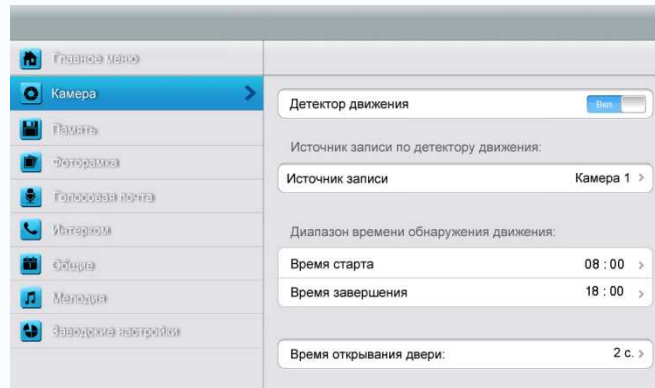 Главное меню
Камера
Память
Фоторамка
Голосовая почта
Интерком
Общие
Мелодия
Заводские настройки
Детектор движения
Вкл
Источник записи по детектору движения:
Источник записи Камера 1 >
Диапазон времени обнаружения движения:
Время старта 08 : 00 >
Время завершения 18 : 00 >
Время открывания двери: 2 с. >